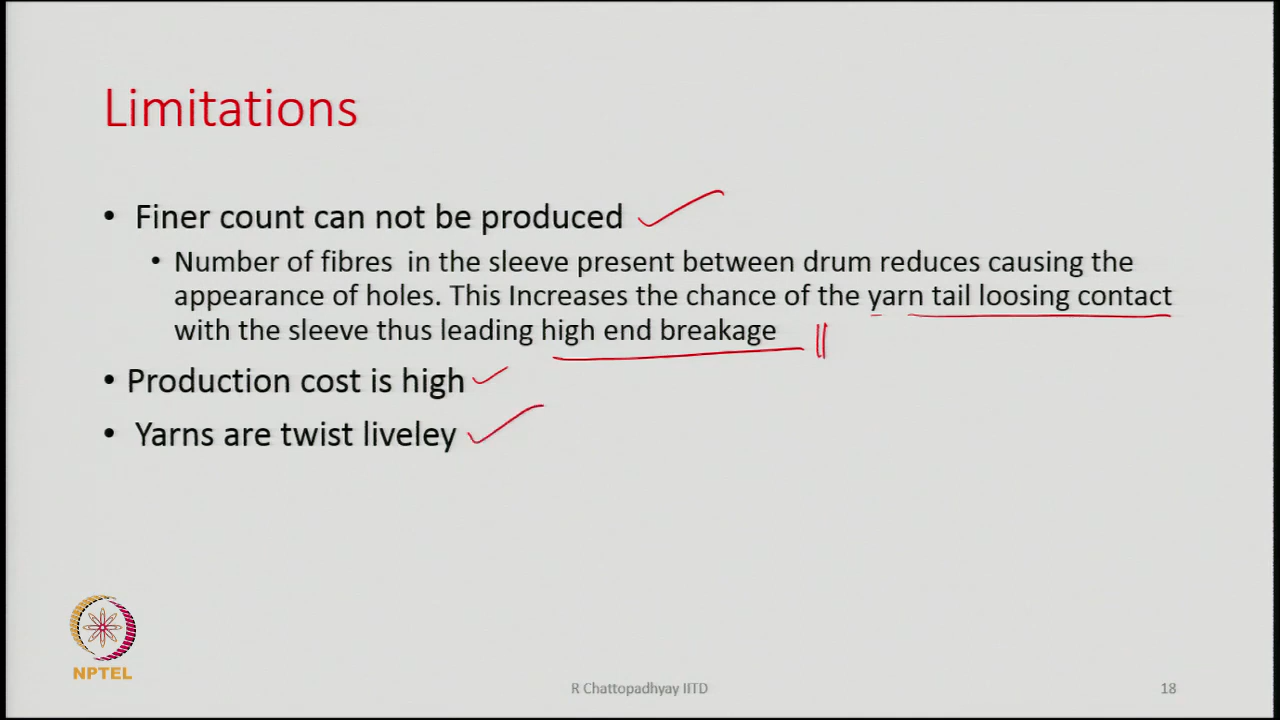 Limitations
• Finer count can not be produced
• Number of fibres in the sleeve present between drum reduces causing the
appearance of holes. This Increases the chance of the yarn tail loosing contact
with the sleeve thus leading high end breakage
• Production cost is high
• Yarns are twist liveley
NPTEL
R Chattopadhyay IITD
18